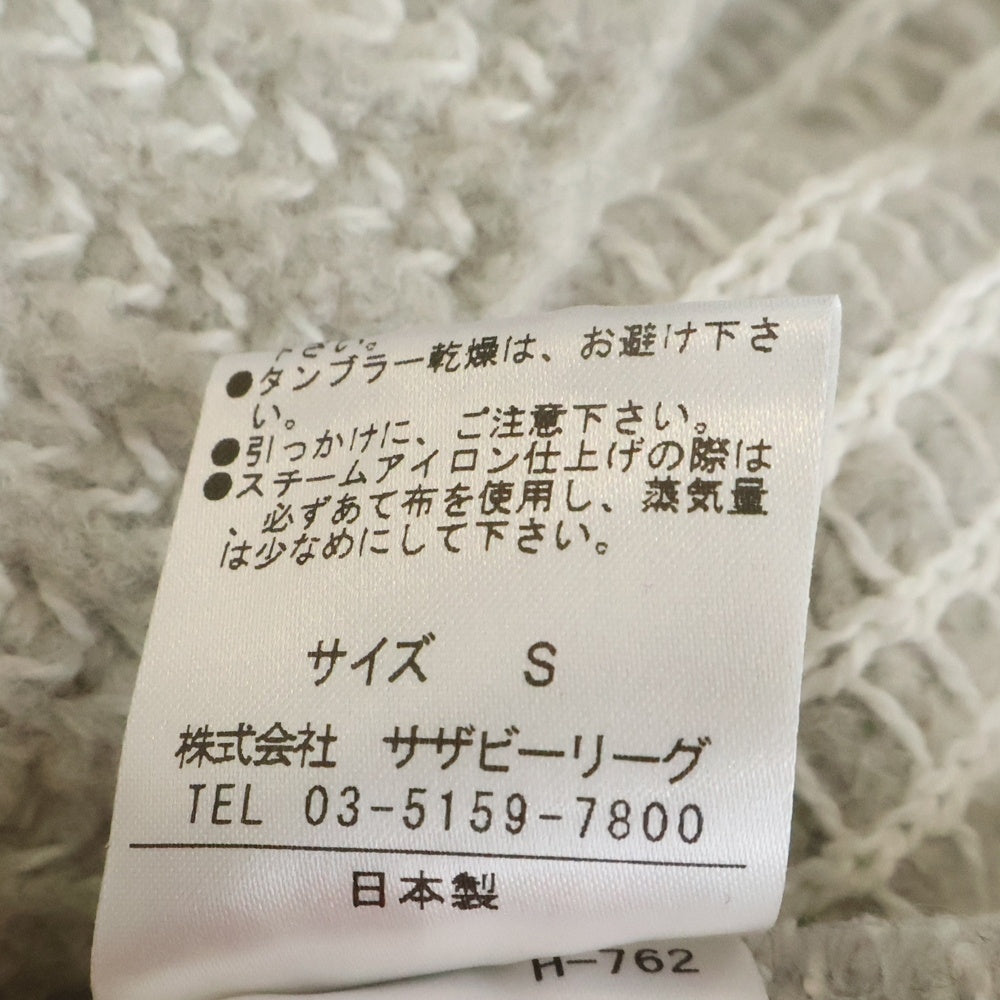 下さい。
●タンブラー乾燥は、お避け下さ
い。
●引っかけに、ご注意下さい。
●スチームアイロン仕上げの際は
、必ずあて布を使用し、蒸気量
は少なめにして下さい。
サイズ S
株式会社 サザビーリーグ
TEL 03-5159-7800
日本製
H-762